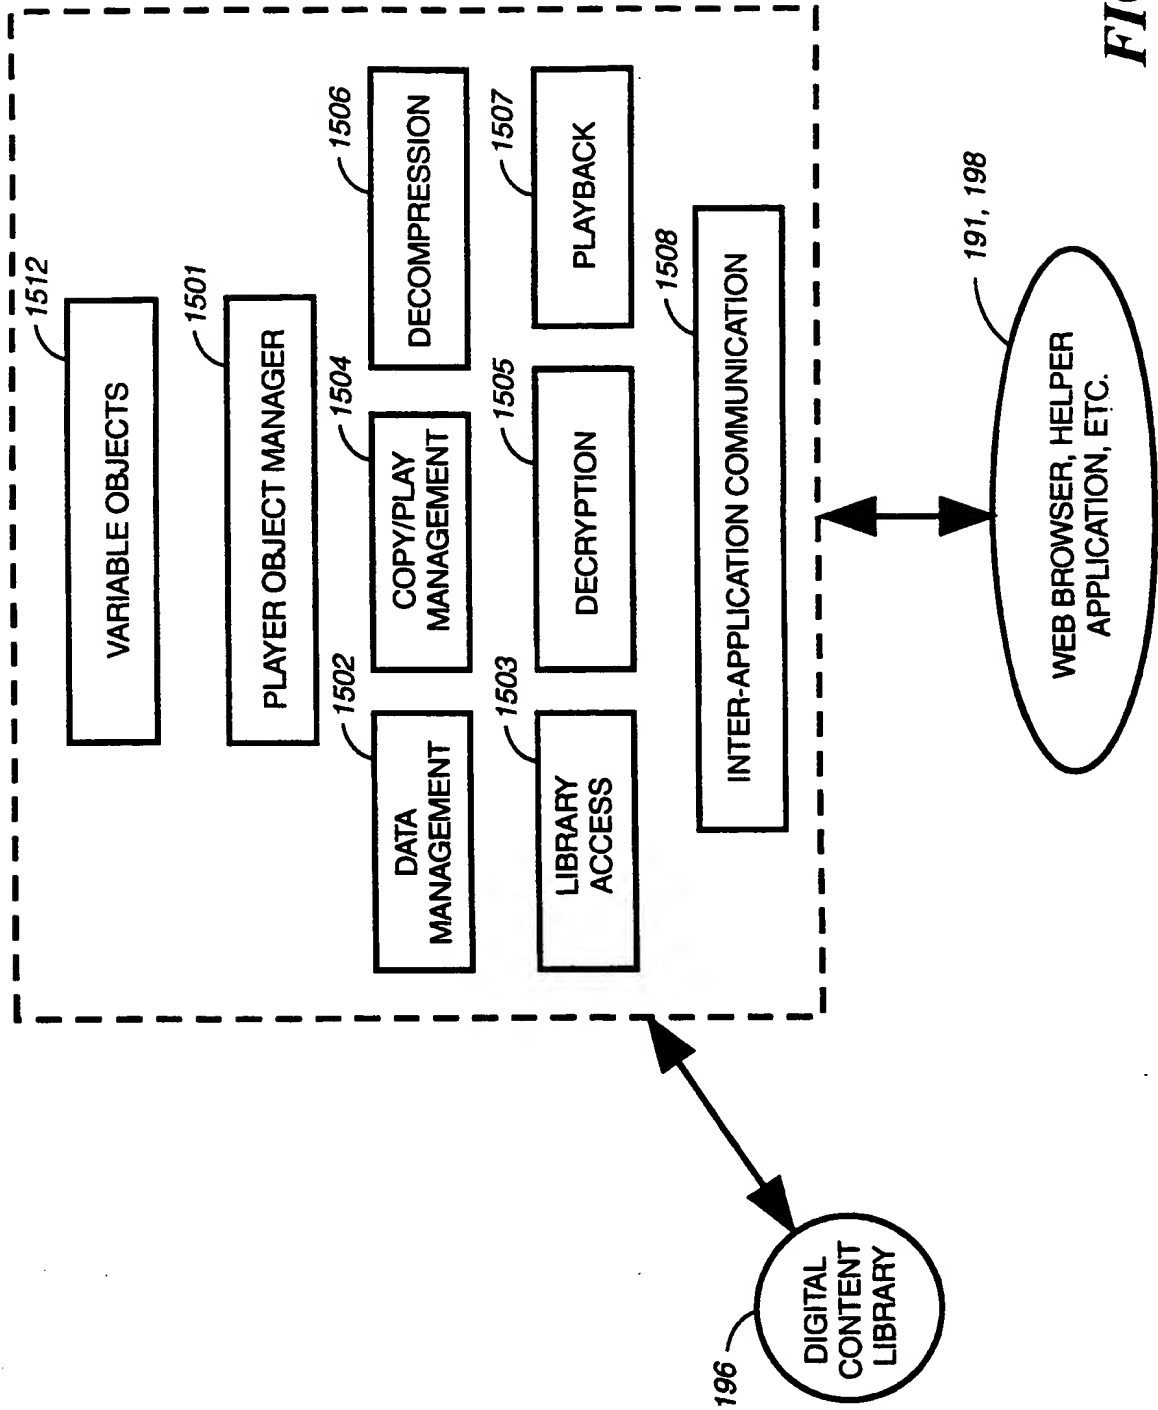 1512
VARIABLE OBJECTS
1501
PLAYER OBJECT MANAGER
1502
DATA
MANAGEMENT
1504
COPY/PLAY
MANAGEMENT
1506
DECOMPRESSION
1503
LIBRARY
ACCESS
1505
DECRYPTION
1507
PLAYBACK
1508
INTER-APPLICATION COMMUNICATION
196
DIGITAL
CONTENT
LIBRARY
191, 198
WEB BROWSER, HELPER
APPLICATION, ETC.